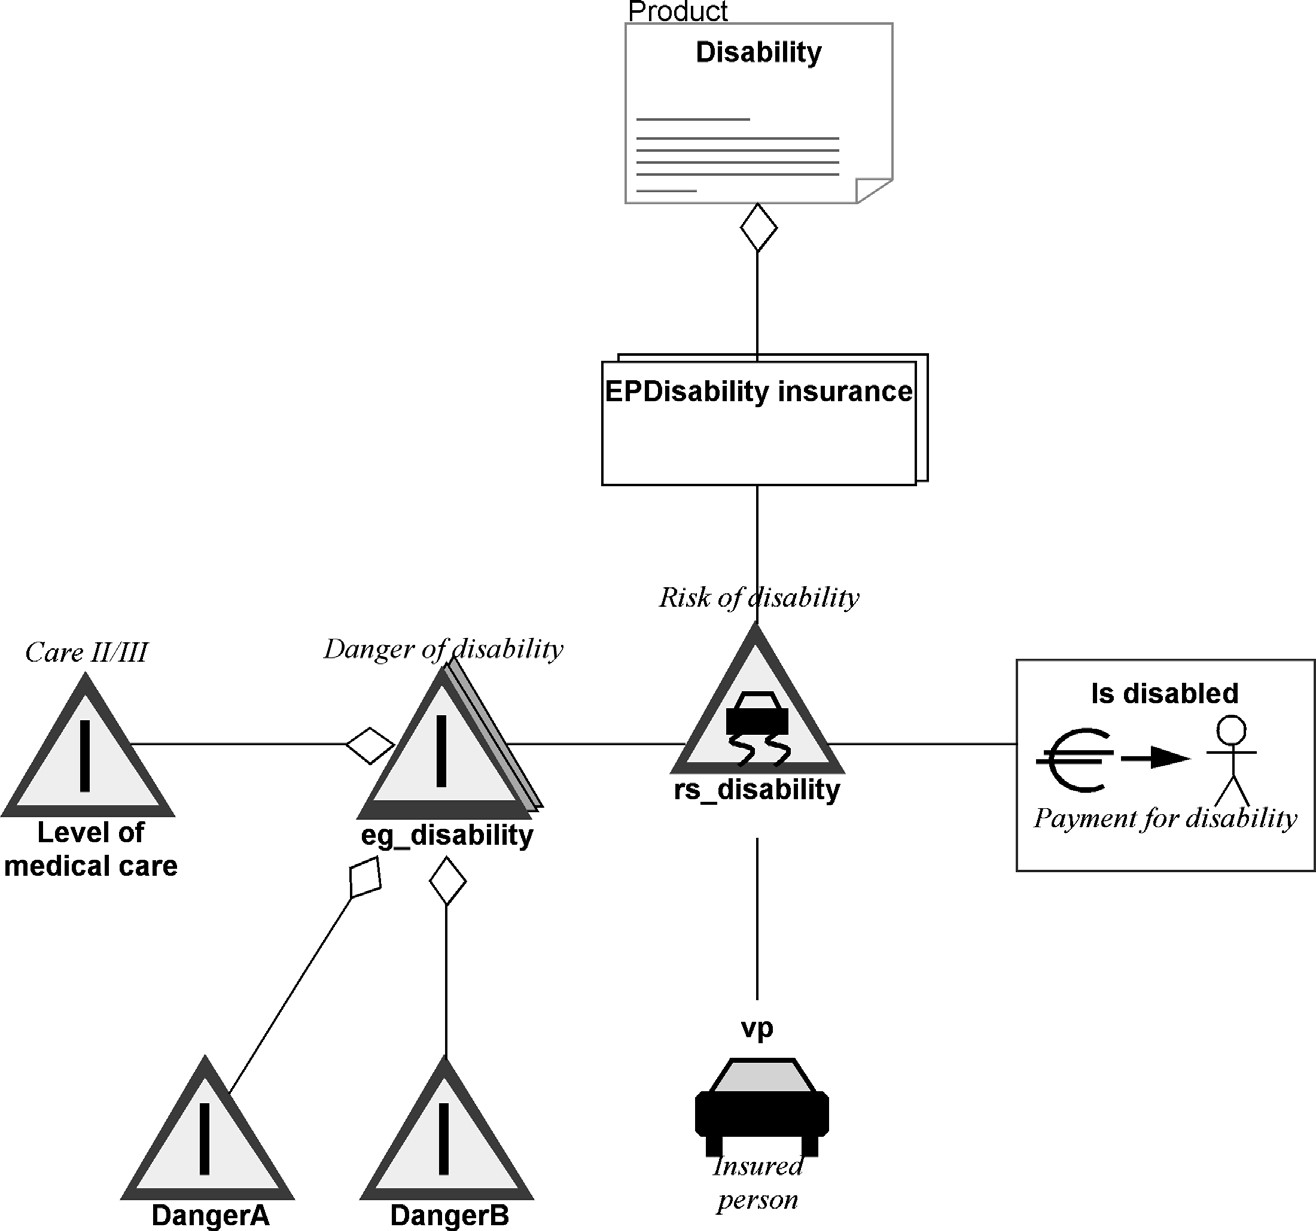 Product
Disability
EPDisability insurance
Risk of disability
Care II/III
Danger of disability
Is disabled
rs_disability
Payment for disability
Level of
medical care
eg_disability
vp
Insured
person
DangerA
DangerB